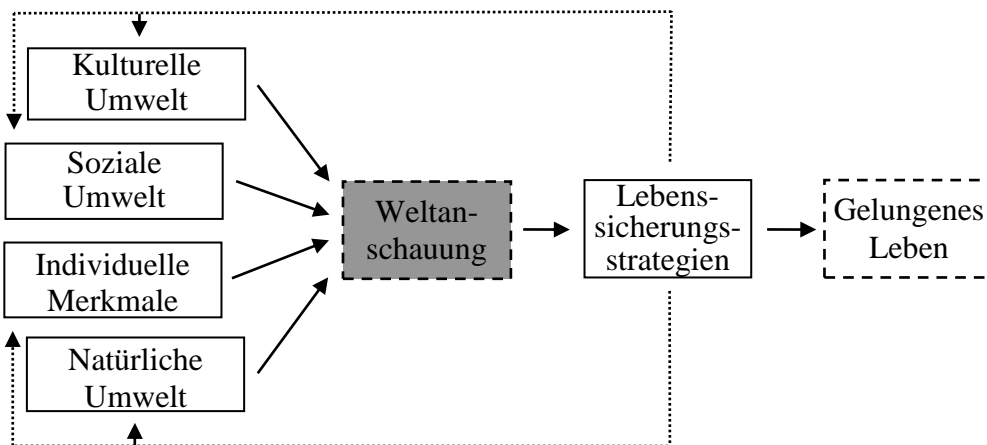 Kulturelle
Umwelt
Soziale
Umwelt
Individuelle
Merkmale
Natürliche
Umwelt
Weltan-
schauung
Lebens-
sicherungs-
strategien
Gelungenes
Leben